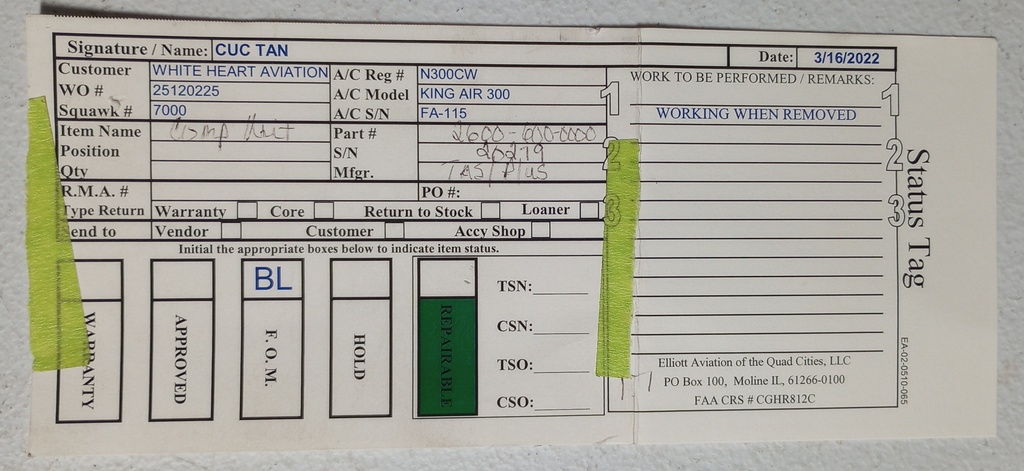 Signature / Name: CUC TAN
Date: 3/16/2022
Customer WHITE HEART AVIATION A/C Reg # N300CW
WO # 25120225 A/C Model KING AIR 300
Squawk # 7000 A/C S/N FA-115
Item Name Comp Unit Part #
Position S/N 20279
Qty Mfgr. TAS/Plus
R.M.A. # PO #:
Type Return Warranty Core Return to Stock Loaner
Send to Vendor Customer Accy Shop
Initial the appropriate boxes below to indicate item status.
WARRANTY
APPROVED
BL
F. O. M.
HOLD
REPAIRABLE
TSN:
CSN:
TSO:
CSO:
WORK TO BE PERFORMED / REMARKS:
WORKING WHEN REMOVED
1
2
3
1
2
3
Elliott Aviation of the Quad Cities, LLC
PO Box 100, Moline IL, 61266-0100
FAA CRS # CGHR812C
Status Tag
EA-02-0510-065